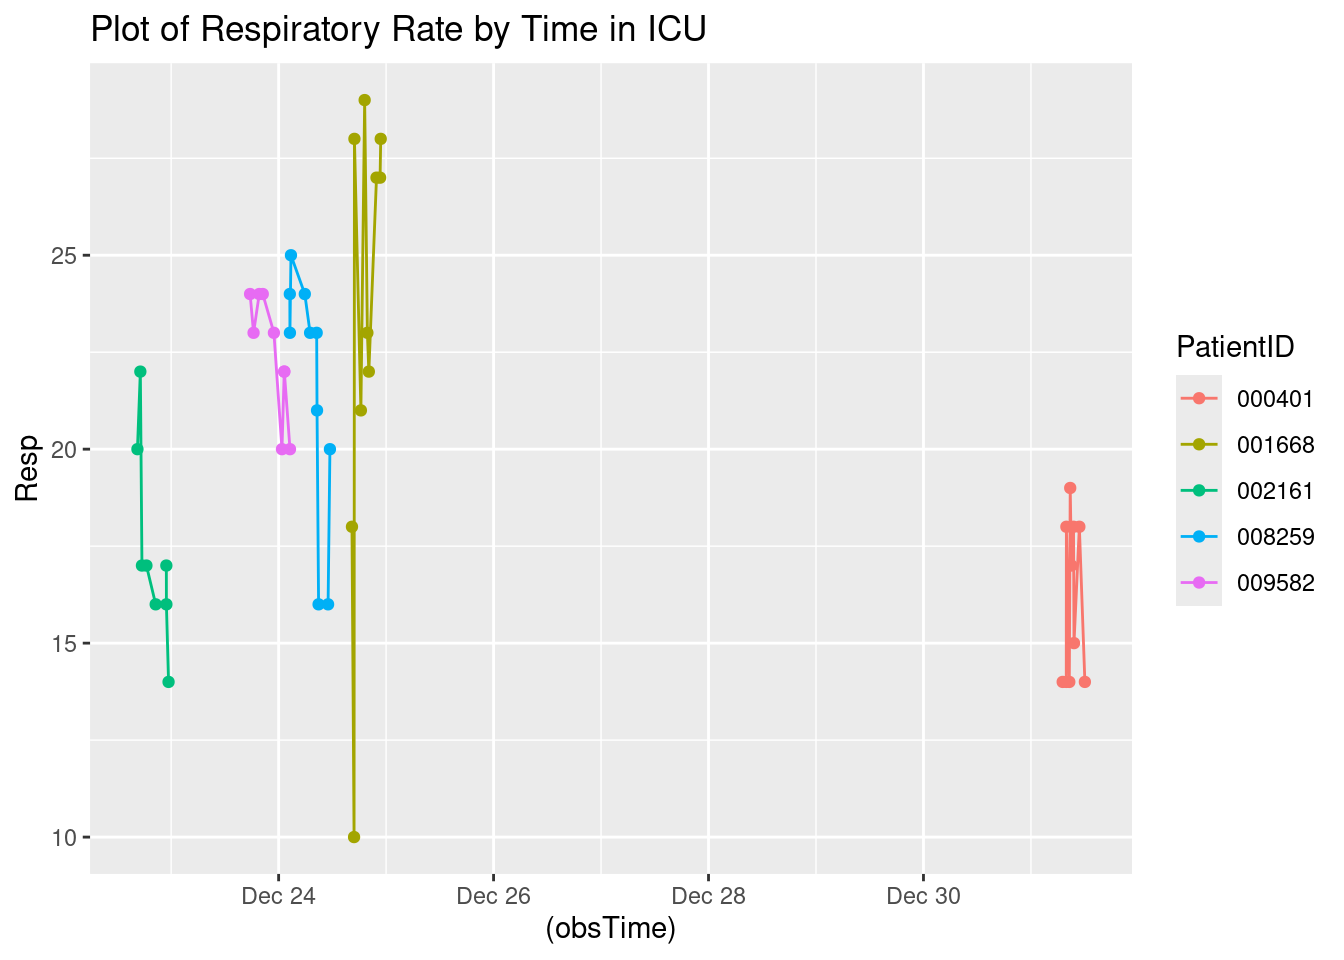 Plot of Respiratory Rate by Time in ICU
Resp
25
20
15
10
Dec 24
Dec 26
Dec 28
Dec 30
(obsTime)
PatientID
000401
001668
002161
008259
009582